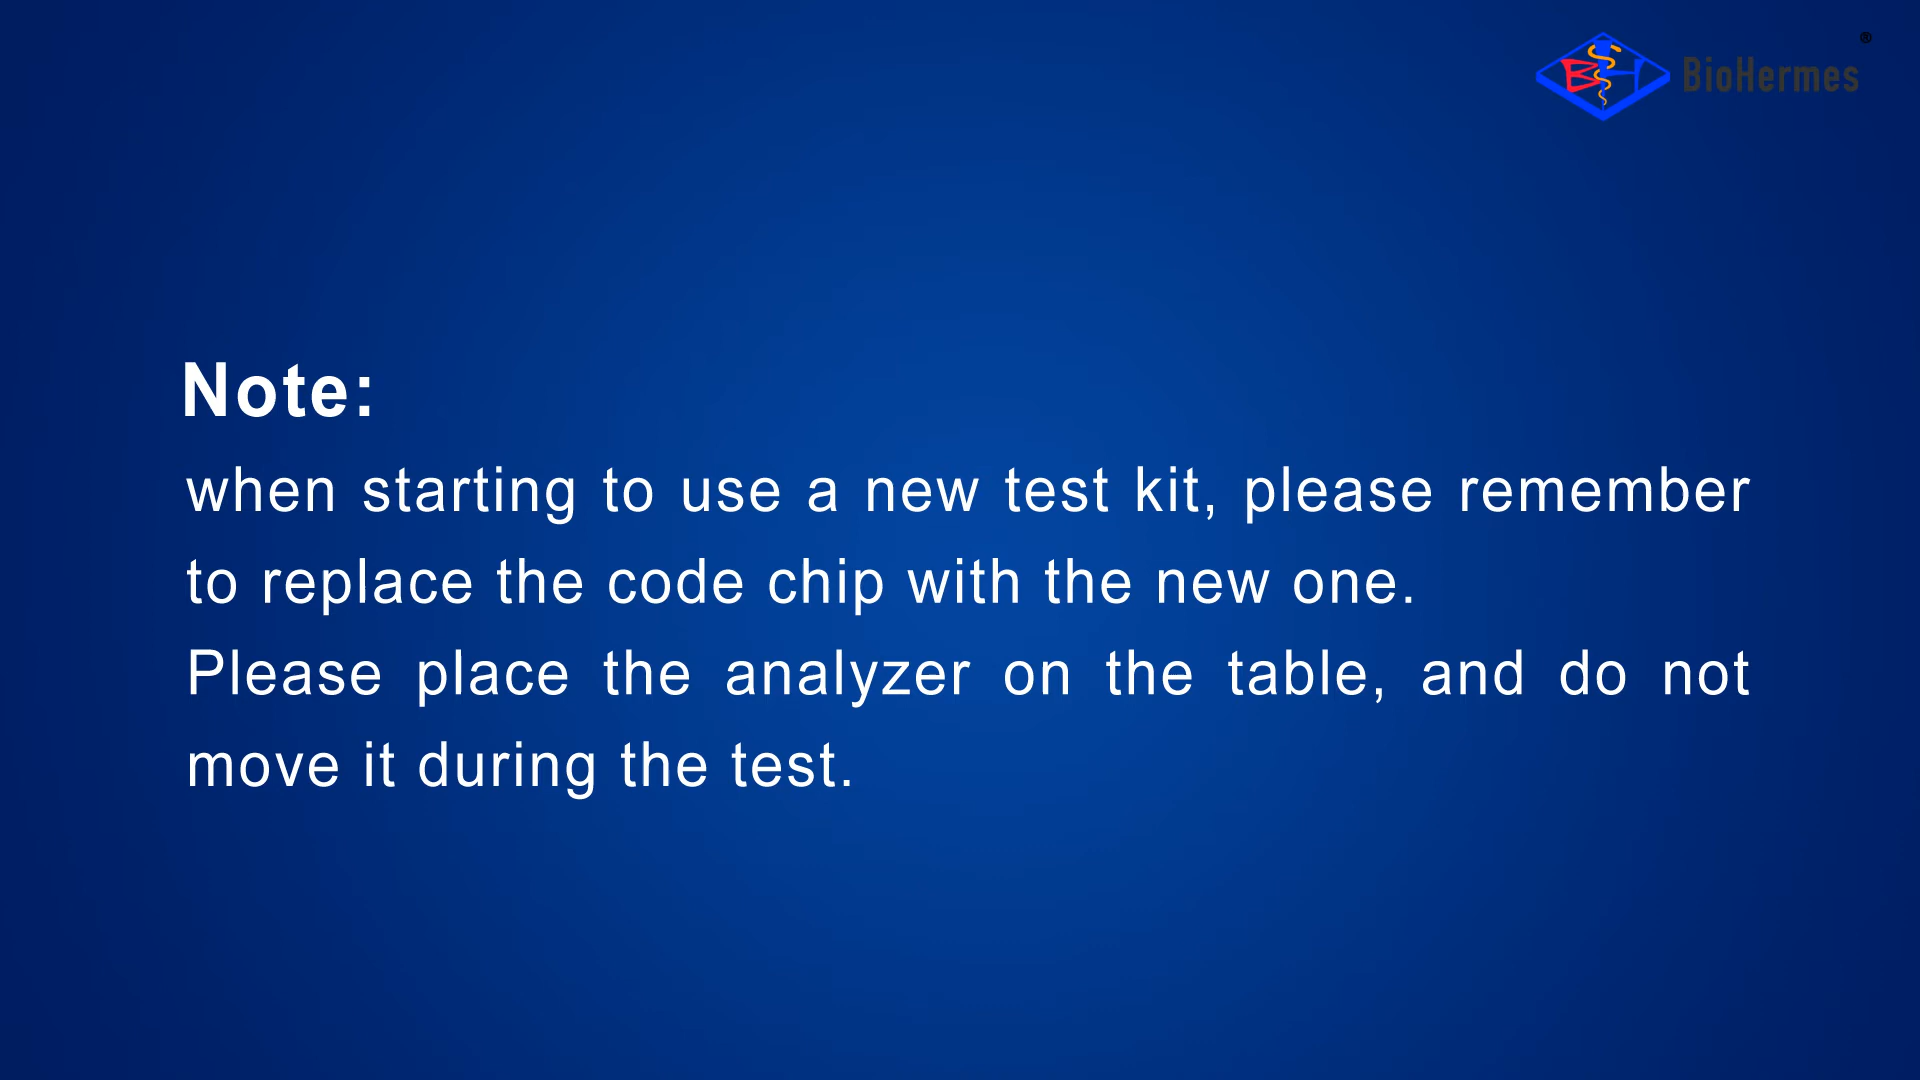 BioHermes®
Note:
when starting to use a new test kit, please remember
to replace the code chip with the new one.
Please place the analyzer on the table, and do not
move it during the test.